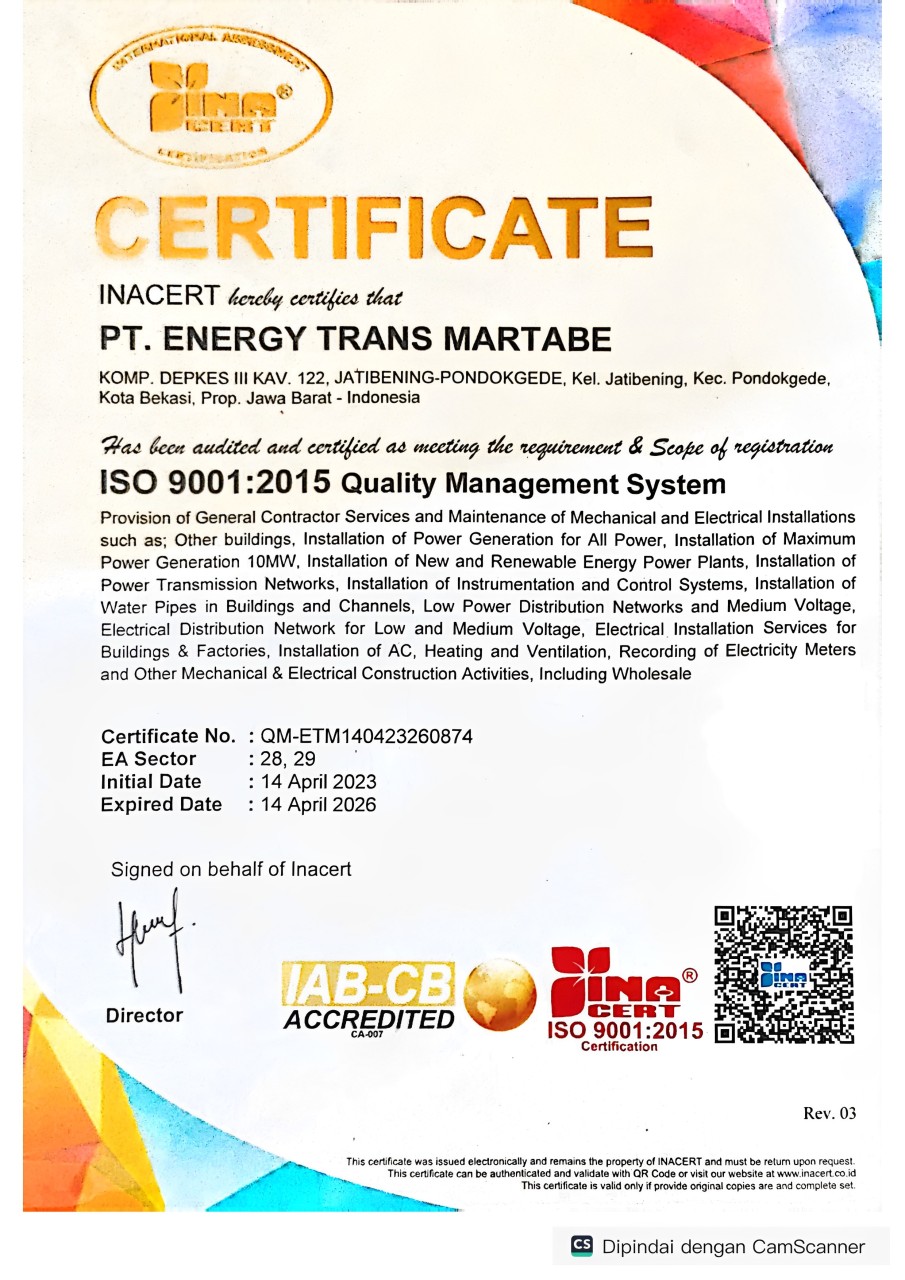 INTERNATIONAL ASSESSMENT
INA®
CERT
CERTIFICATION
CERTIFICATE
INACERT hereby certifies that
PT. ENERGY TRANS MARTABE
KOMP. DEPKES III KAV. 122, JATIBENING-PONDOKGEDE, Kel. Jatibening, Kec. Pondokgede,
Kota Bekasi, Prop. Jawa Barat - Indonesia
Has been audited and certified as meeting the requirement & Scope of registration
ISO 9001:2015 Quality Management System
Provision of General Contractor Services and Maintenance of Mechanical and Electrical Installations
such as; Other buildings, Installation of Power Generation for All Power, Installation of Maximum
Power Generation 10MW, Installation of New and Renewable Energy Power Plants, Installation of
Power Transmission Networks, Installation of Instrumentation and Control Systems, Installation of
Water Pipes in Buildings and Channels, Low Power Distribution Networks and Medium Voltage,
Electrical Distribution Network for Low and Medium Voltage, Electrical Installation Services for
Buildings & Factories, Installation of AC, Heating and Ventilation, Recording of Electricity Meters
and Other Mechanical & Electrical Construction Activities, Including Wholesale
Certificate No. : QM-ETM140423260874
EA Sector : 28, 29
Initial Date : 14 April 2023
Expired Date : 14 April 2026
Signed on behalf of Inacert
Director
IAB-CB
ACCREDITED
CA-007
INA®
CERT
ISO 9001:2015
Certification
INA
CERT
Rev. 03
This certificate was issued electronically and remains the property of INACERT and must be return upon request.
This certificate can be authenticated and validate with QR Code or visit our website at www.inacert.co.id
This certificate is valid only if provide original copies are and complete set.
CS Dipindai dengan CamScanner